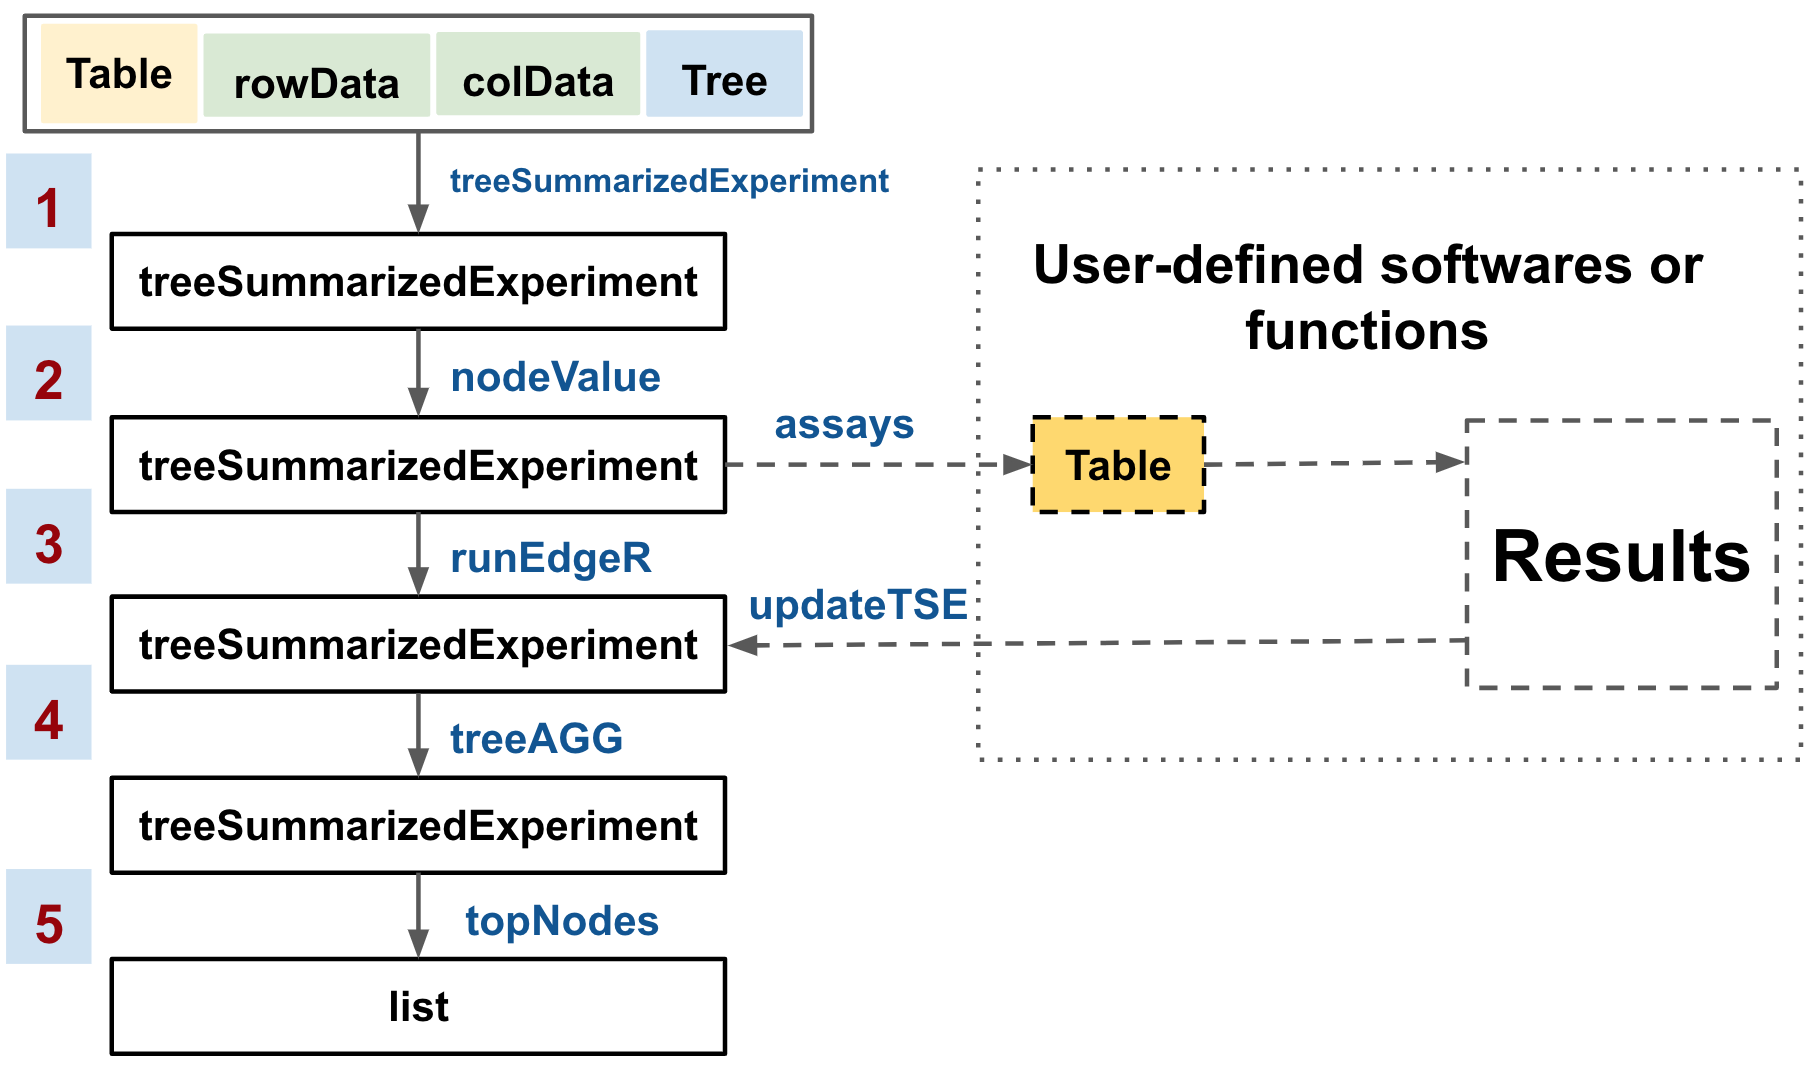 Table
rowData
colData
Tree
1
treeSummarizedExperiment
treeSummarizedExperiment
2
nodeValue
treeSummarizedExperiment
assays
User-defined softwares or
functions
Table
Results
3
runEdgeR
updateTSE
treeSummarizedExperiment
4
treeAGG
treeSummarizedExperiment
5
topNodes
list